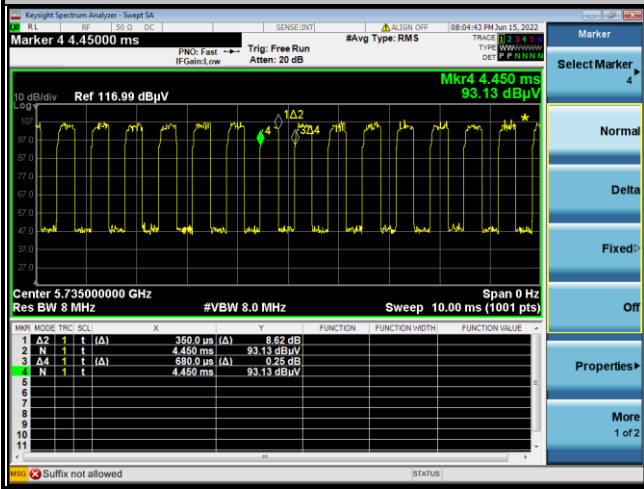 Keysight Spectrum Analyzer - Swept SA
RL RF 50 Ω DC SENSE:INT ALIGN OFF 08:04:43 PM Jun 15, 2022
Marker 4 4.45000 ms
PNO: Fast
IFGain:Low
Trig: Free Run
Atten: 20 dB
#Avg Type: RMS
TRACE 1 2 3 4 5 6
TYPE WWWWWW
DET P P N N N N
Mkr4 4.450 ms
93.13 dBµV
10 dB/div Ref 116.99 dBµV
Log
107
97.0
87.0
77.0
67.0
57.0
47.0
37.0
27.0
1Δ2
4
3Δ4
Center 5.735000000 GHz Span 0 Hz
Res BW 8 MHz #VBW 8.0 MHz Sweep 10.00 ms (1001 pts)
MKR MODE TRC SCL X Y FUNCTION FUNCTION WIDTH FUNCTION VALUE
1 Δ2 1 t (Δ) 350.0 µs (Δ) 8.62 dB
2 N 1 t 4.450 ms 93.13 dBµV
3 Δ4 1 t (Δ) 680.0 µs (Δ) 0.25 dB
4 N 1 t 4.450 ms 93.13 dBµV
5
6
7
8
9
10
11
MSG Suffix not allowed STATUS
Marker
Select Marker
4
Normal
Delta
Fixed
Off
Properties
More
1 of 2